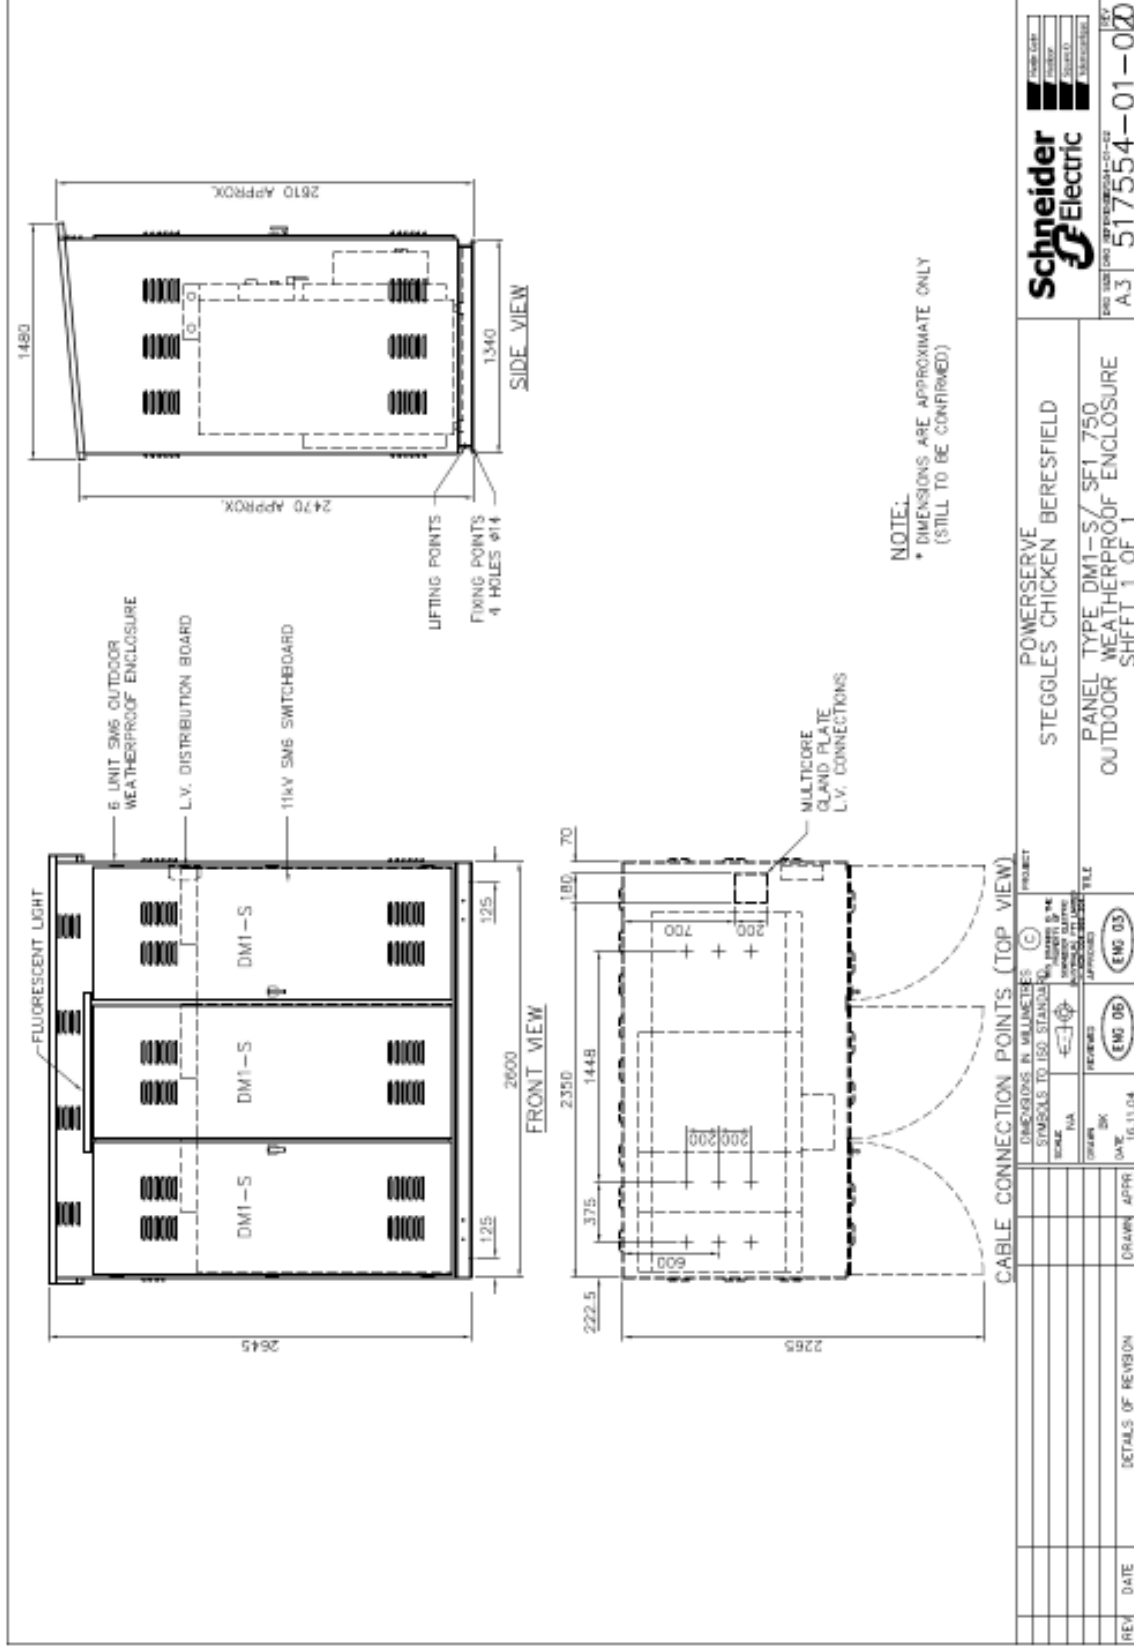 FLUORESCENT LIGHT
6 UNIT SM6 OUTDOOR
WEATHERPROOF ENCLOSURE
L.V. DISTRIBUTION BOARD
11kV SM6 SWITCHBOARD
DM1-S
DM1-S
DM1-S
2645
125
125
2600
FRONT VIEW
1480
2610 APPROX.
2470 APPROX.
1340
SIDE VIEW
LIFTING POINTS
FIXING POINTS
4 HOLES ø14
222.5
2350
70
180
375
1448
600
200
200
700
200
2265
MULTICORE
GLAND PLATE
L.V. CONNECTIONS
CABLE CONNECTION POINTS (TOP VIEW)
NOTE:
* DIMENSIONS ARE APPROXIMATE ONLY
(STILL TO BE CONFIRMED)
REV
DATE
DETAILS OF REVISION
DRAWN
APPR
DIMENSIONS IN MILLIMETRES
SYMBOLS TO ISO STANDARD
C
SCALE
NA
DRAWN
DATE
16.11.04
REVIEWED
ENG 06
APPROVED
ENG 03
PROJECT
POWERSERVE
STEGGLES CHICKEN BERESFIELD
TITLE
PANEL TYPE DM1-S/ SF1 750
OUTDOOR WEATHERPROOF ENCLOSURE
SHEET 1 OF 1
Schneider
Electric
A3
517554-01-02
REV